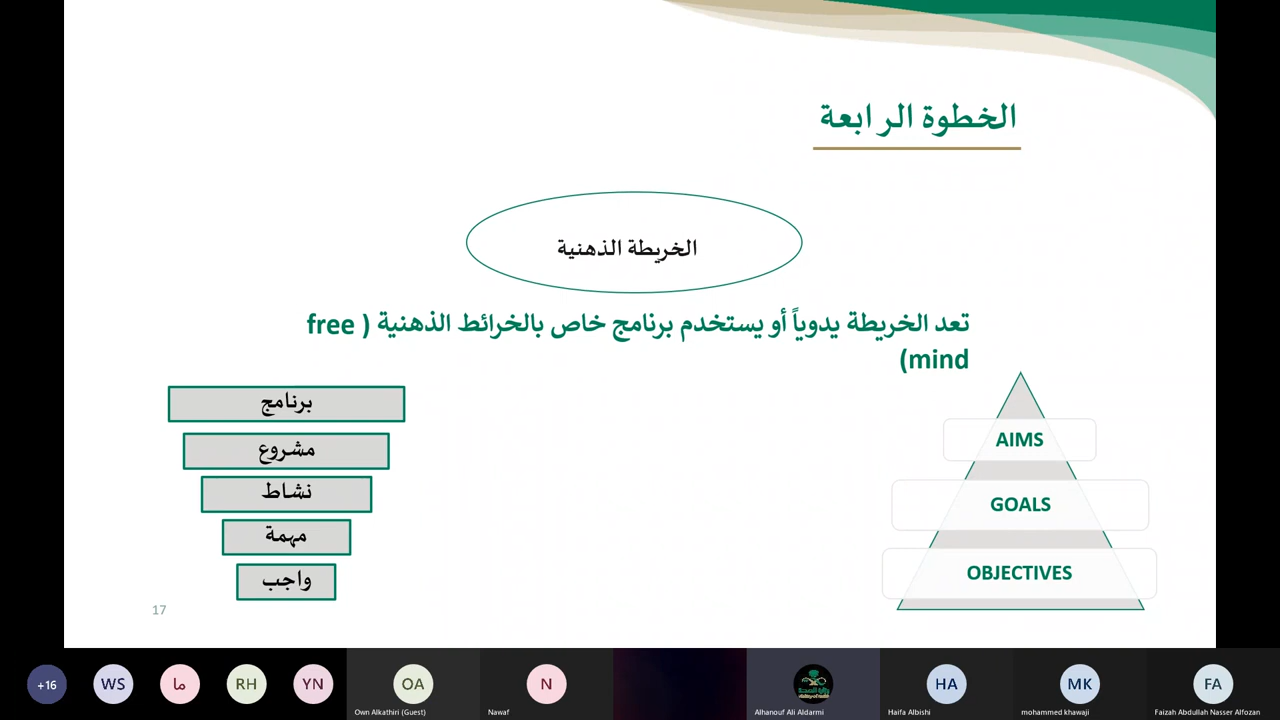 الخطوة الرابعة
الخريطة الذهنية
تعد الخريطة يدوياً أو يستخدم برنامج خاص بالخرائط الذهنية ( free
mind)
برنامج
مشروع
نشاط
مهمة
واجب
AIMS
GOALS
OBJECTIVES
17
+16
WS
ما
RH
YN
OA
Own Alkathiri (Guest)
N
Nawaf
Alhanouf Ali Aldarmi
HA
Haifa Albishi
MK
mohammed khawaji
FA
Faizah Abdullah Nasser Alfozan